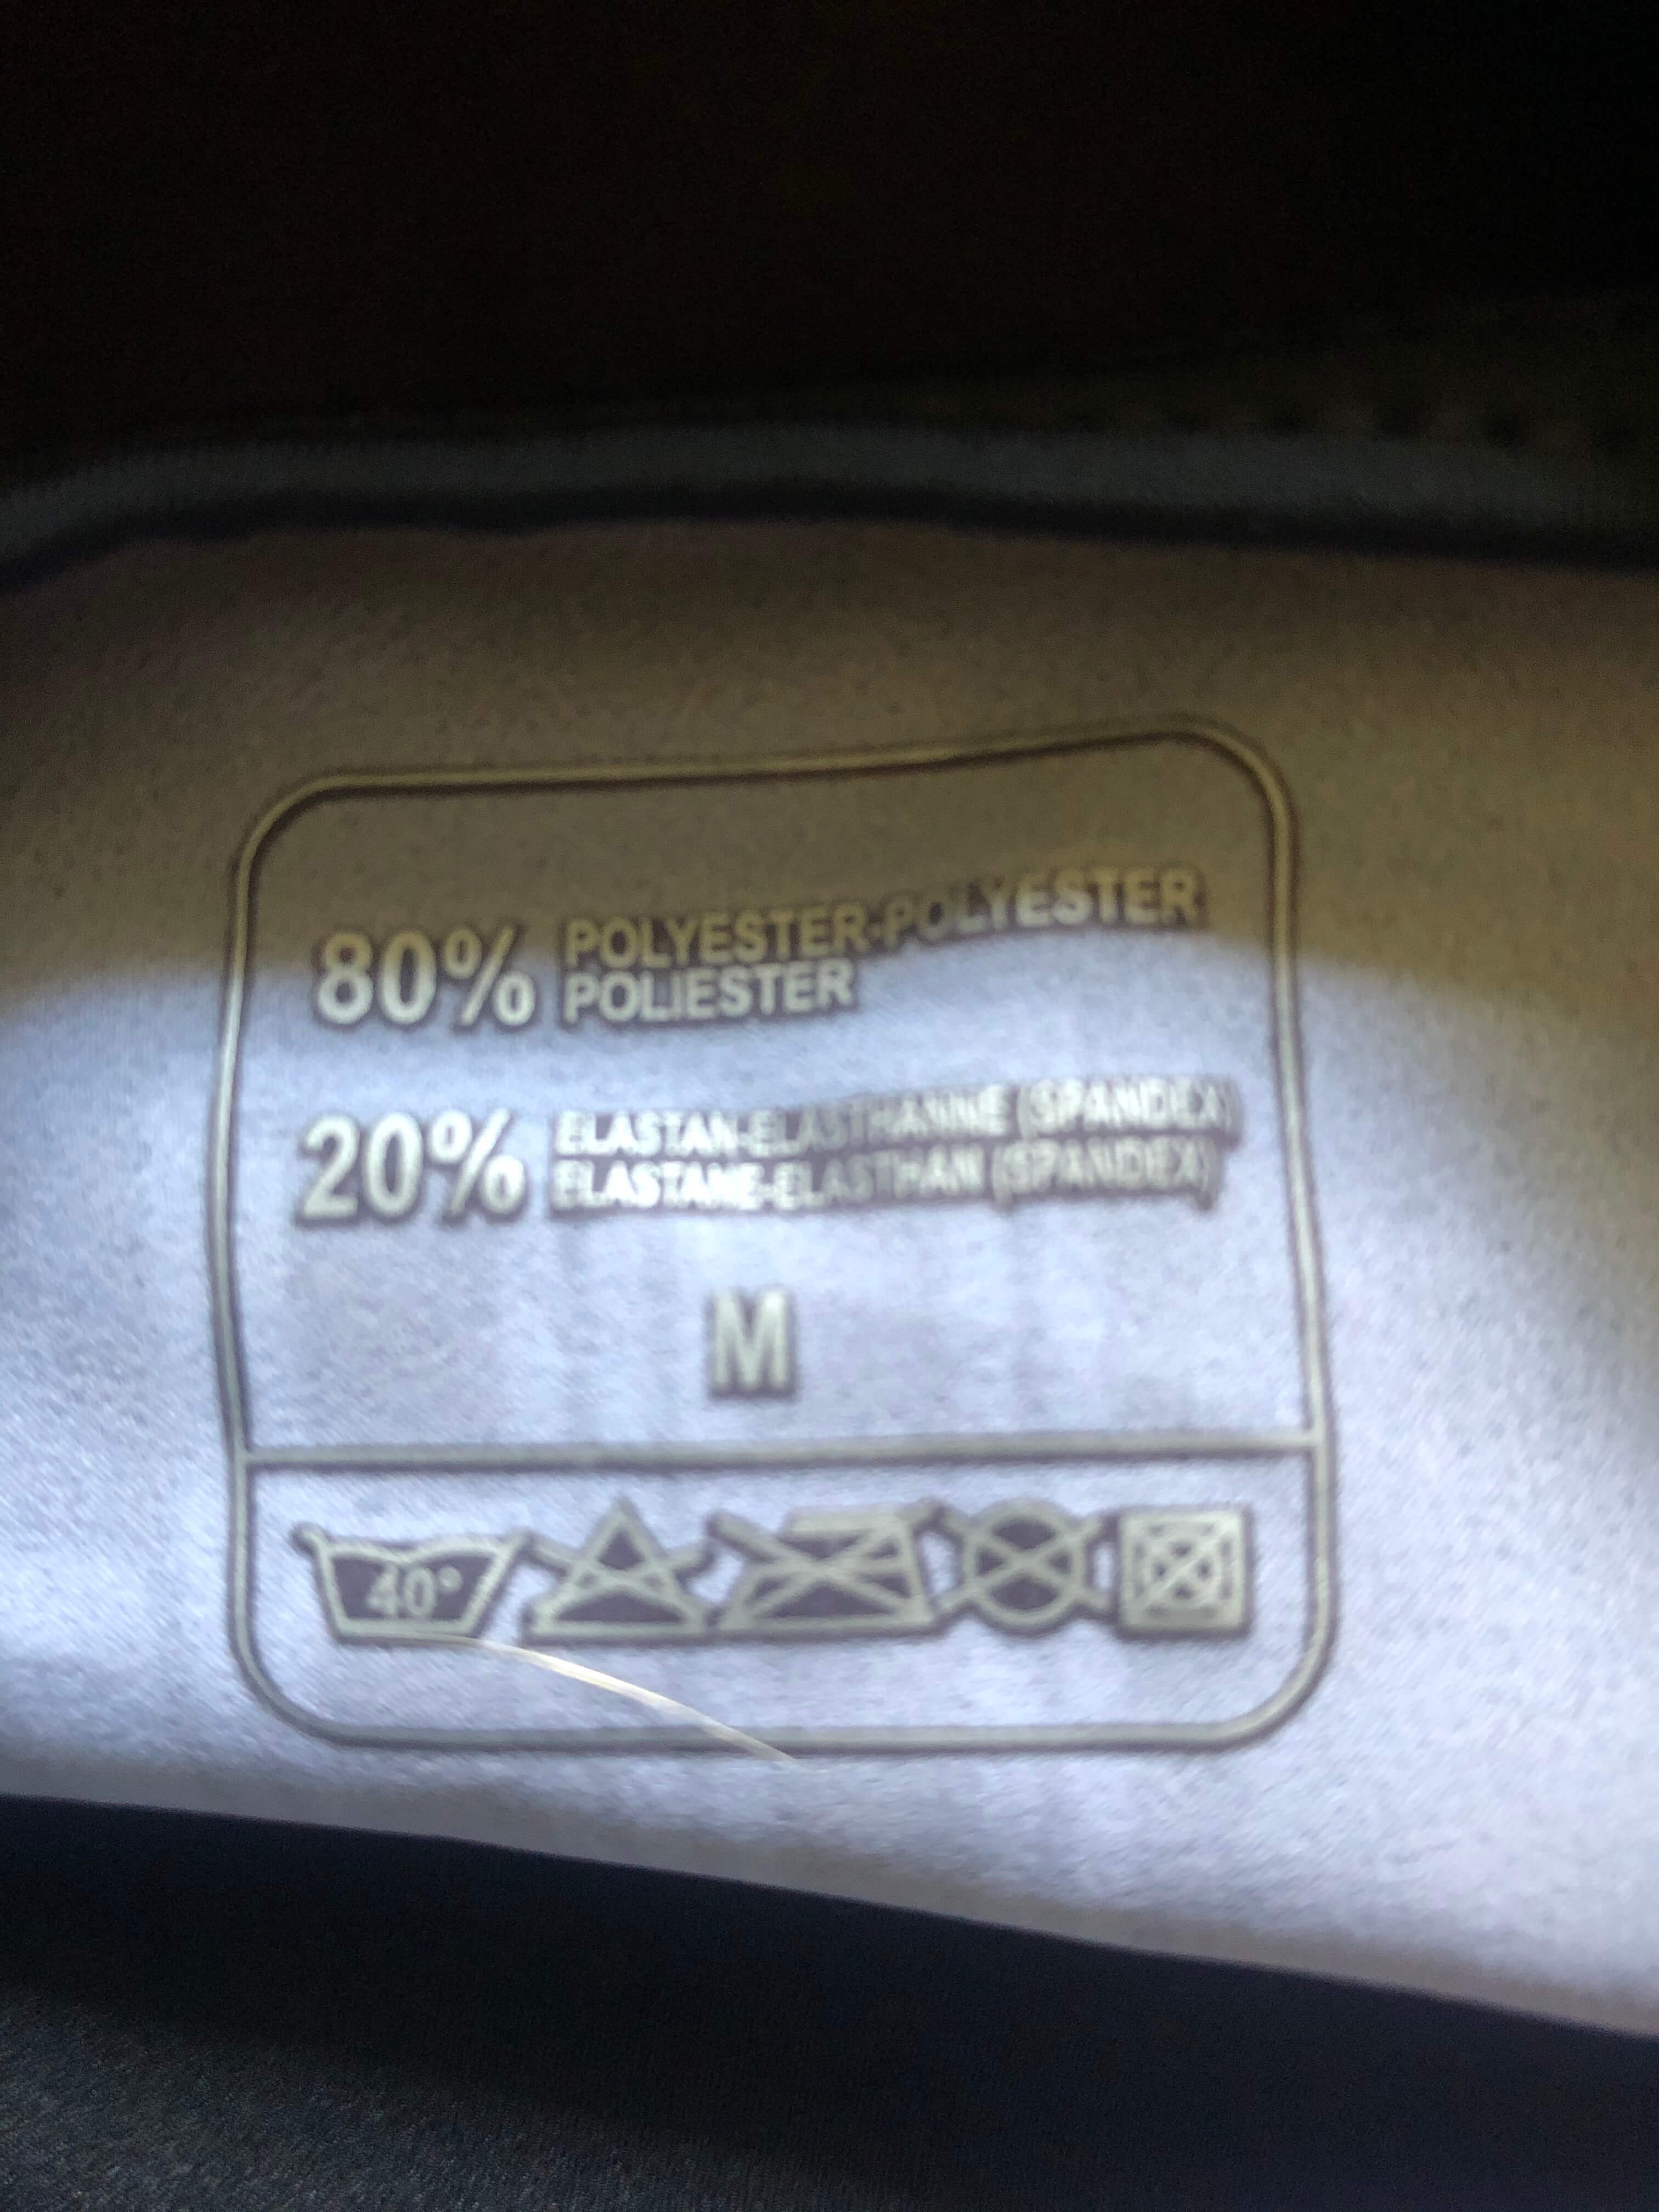 80% POLYESTER-POLYESTER
POLIESTER
20% ELASTAN-ELASTHANNE (SPANDEX)
ELASTANE-ELASTHAN (SPANDEX)
M
40°